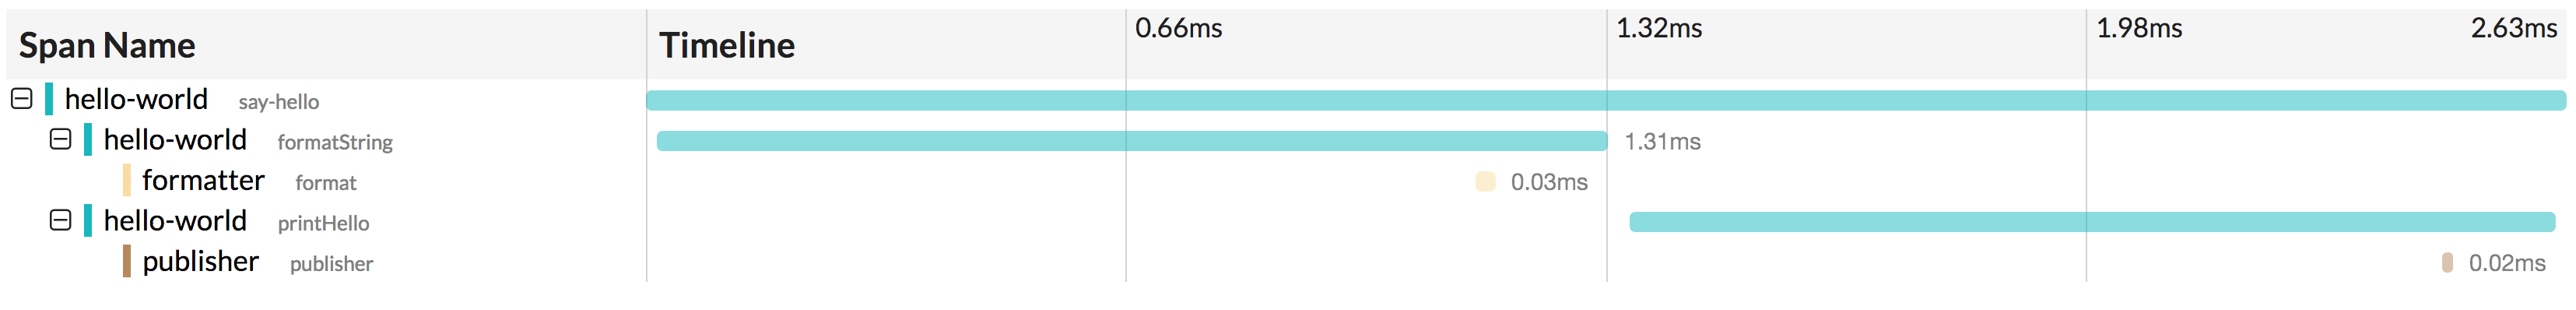 Span Name Timeline 0.66ms 1.32ms 1.98ms 2.63ms
hello-world say-hello
hello-world formatString 1.31ms
formatter format 0.03ms
hello-world printHello
publisher publisher 0.02ms